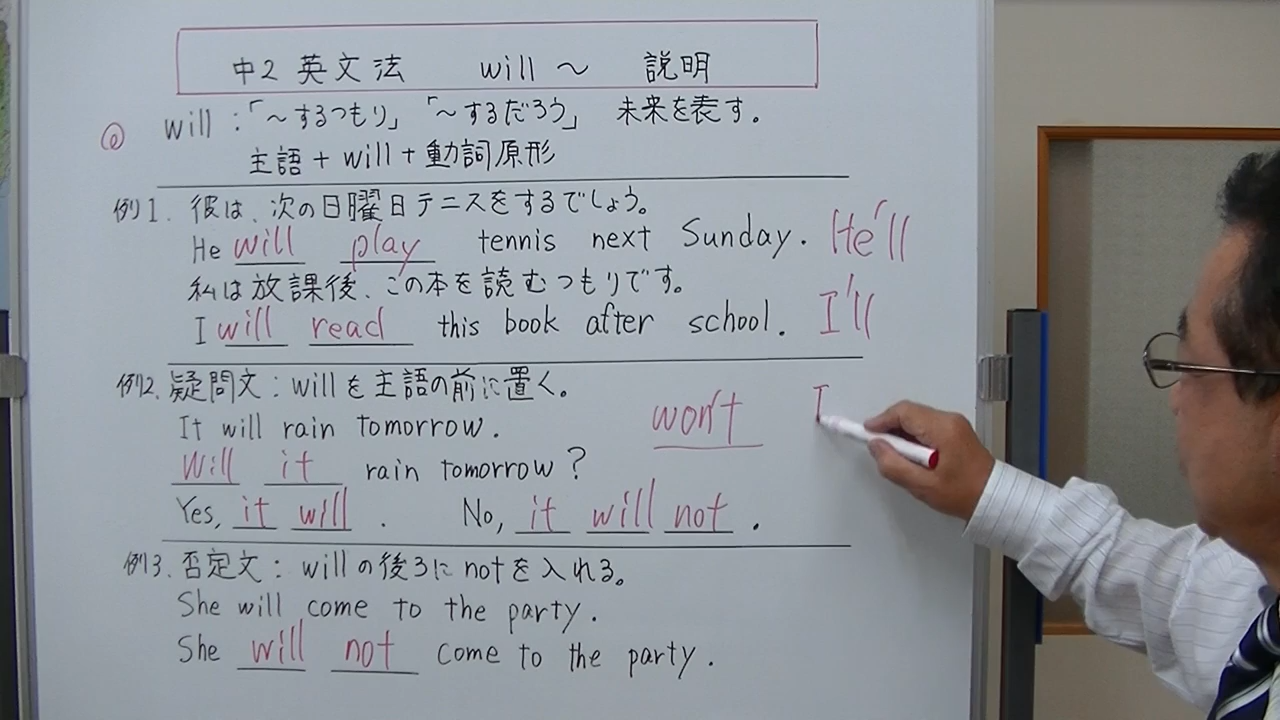 中2 英文法 will ～ 説明
◎ will:「～するつもり」「～するだろう」 未来を表す。
主語+will+動詞原形
例1. 彼は、次の日曜日テニスをするでしょう。
He will play tennis next Sunday. He'll
私は放課後、この本を読むつもりです。
I will read this book after school. I'll
例2. 疑問文:willを主語の前に置く。
It will rain tomorrow. won't I
Will it rain tomorrow?
Yes, it will . No, it will not .
例3. 否定文:willの後ろにnotを入れる。
She will come to the party.
She will not come to the party.